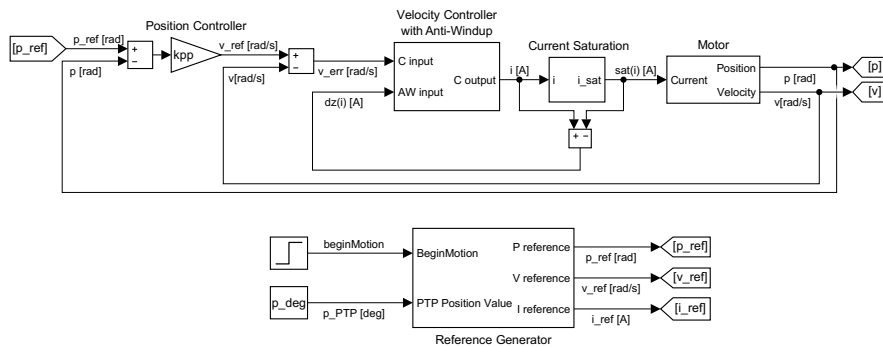 Velocity Controller
with Anti-Windup
Position Controller
Current Saturation
Motor
[p_ref]
p_ref [rad]
+
−
p [rad]
kpp
v_ref [rad/s]
+
−
v[rad/s]
v_err [rad/s]
C input
C output
AW input
dz(i) [A]
i [A]
i
i_sat
sat(i) [A]
Current
Position
Velocity
p [rad]
v[rad/s]
[p]
[v]
+ −
beginMotion
BeginMotion
p_deg
p_PTP [deg]
PTP Position Value
P reference
p_ref [rad]
[p_ref]
V reference
v_ref [rad/s]
[v_ref]
I reference
i_ref [A]
[i_ref]
Reference Generator